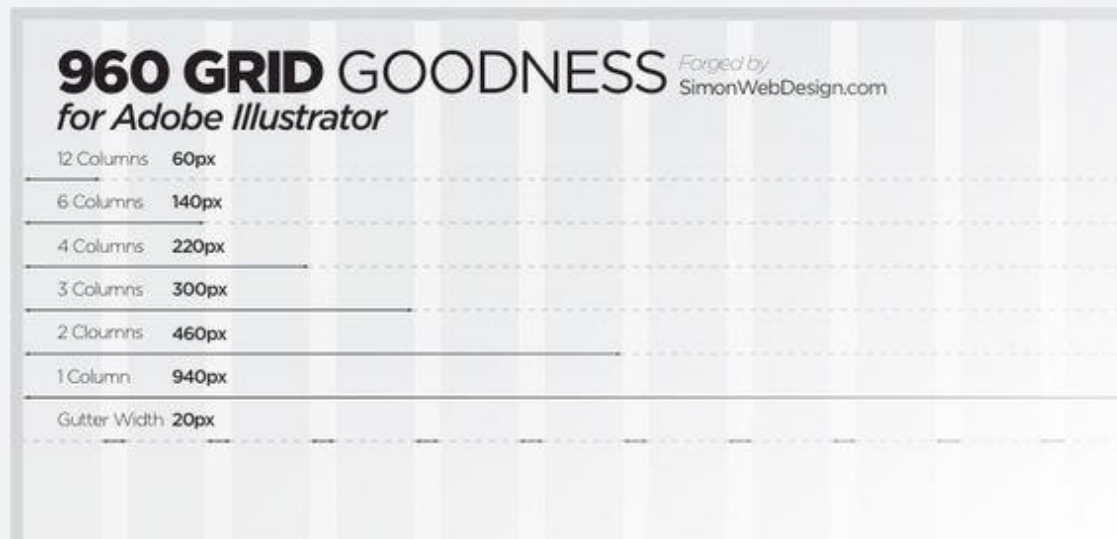 960 GRID GOODNESS Forged by
SimonWebDesign.com
for Adobe Illustrator
12 Columns 60px
6 Columns 140px
4 Columns 220px
3 Columns 300px
2 Cloumns 460px
1 Column 940px
Gutter Width 20px